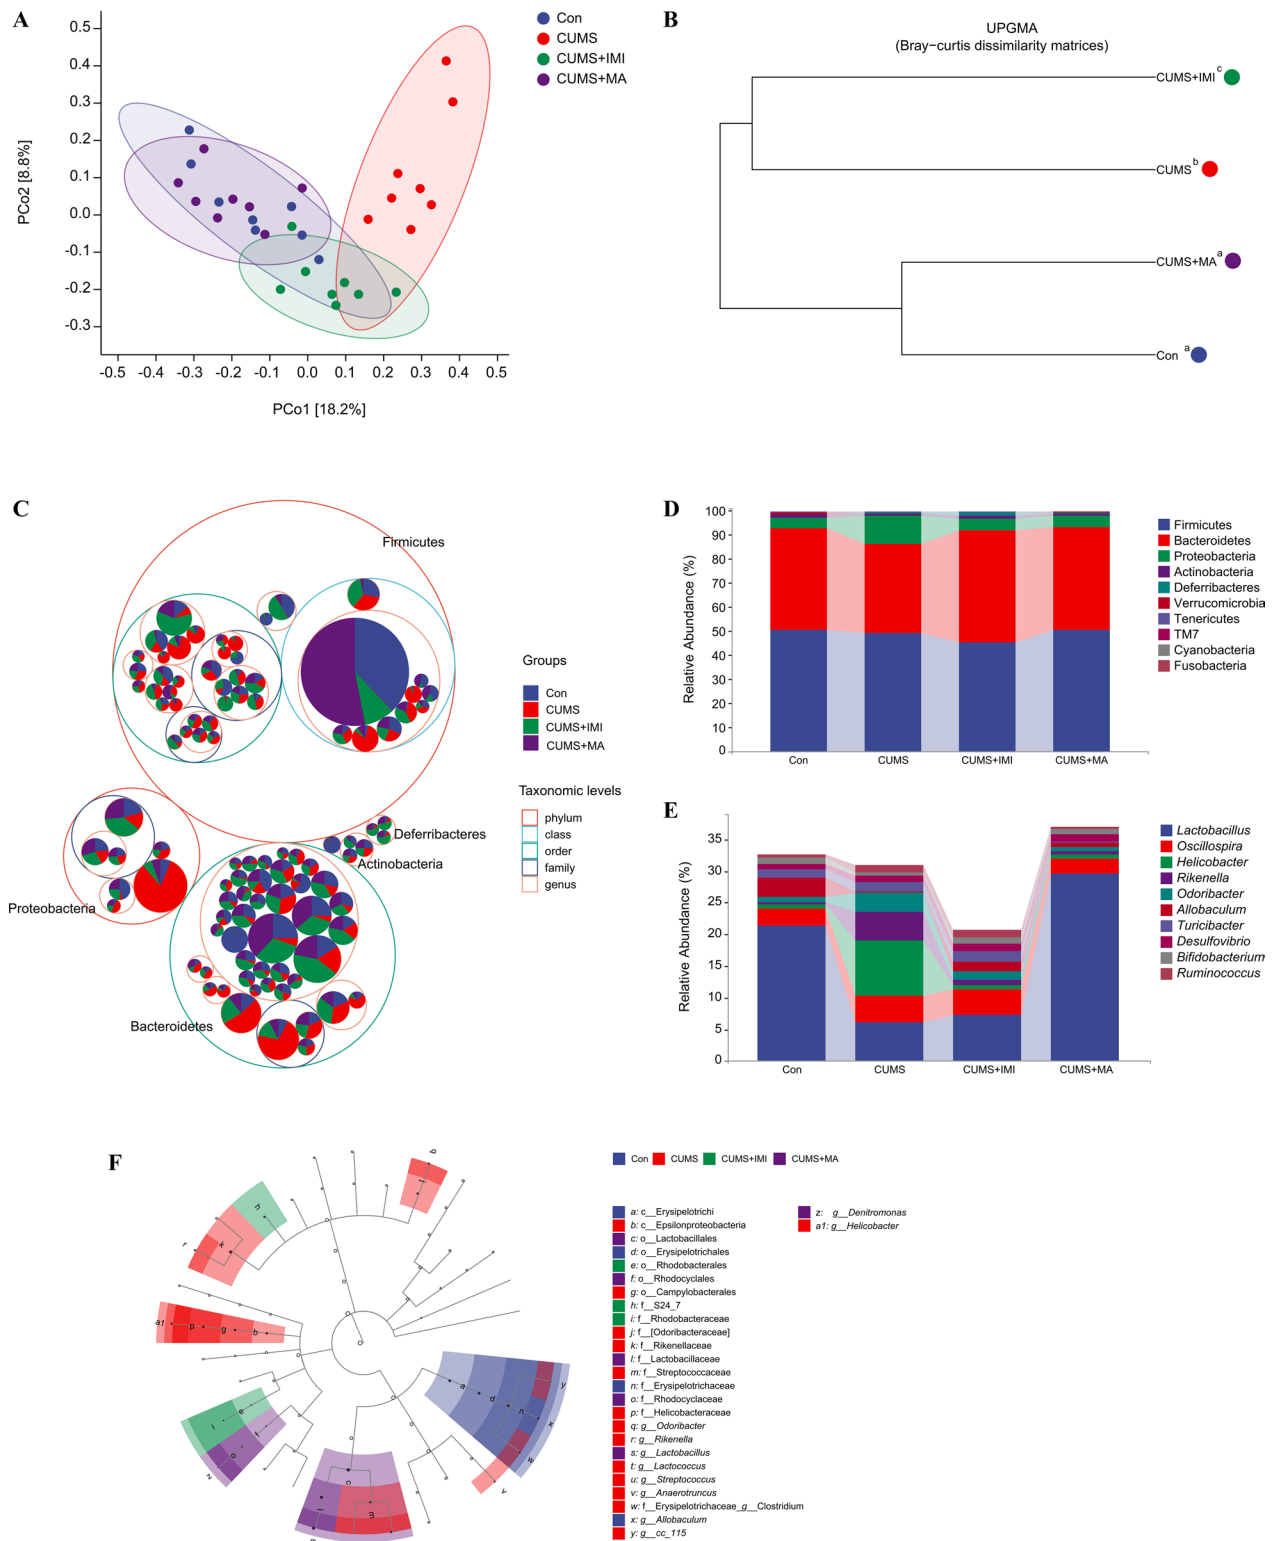 A
Con
CUMS
CUMS+IMI
CUMS+MA
0.5
0.4
0.3
0.2
0.1
0.0
-0.1
-0.2
-0.3
PCo2 [8.8%]
-0.5 -0.4 -0.3 -0.2 -0.1 0.0 0.1 0.2 0.3 0.4 0.5
PCo1 [18.2%]
B
UPGMA
(Bray−curtis dissimilarity matrices)
CUMS+IMI c
CUMS b
CUMS+MA a
Con a
C
Firmicutes
Deferribacteres
Actinobacteria
Proteobacteria
Bacteroidetes
Groups
Con
CUMS
CUMS+IMI
CUMS+MA
Taxonomic levels
phylum
class
order
family
genus
D
Relative Abundance (%)
100
90
80
70
60
50
40
30
20
10
0
Con CUMS CUMS+IMI CUMS+MA
Firmicutes
Bacteroidetes
Proteobacteria
Actinobacteria
Deferribacteres
Verrucomicrobia
Tenericutes
TM7
Cyanobacteria
Fusobacteria
E
Relative Abundance (%)
35
30
25
20
15
10
5
0
Con CUMS CUMS+IMI CUMS+MA
Lactobacillus
Oscillospira
Helicobacter
Rikenella
Odoribacter
Allobaculum
Turicibacter
Desulfovibrio
Bifidobacterium
Ruminococcus
F
Con CUMS CUMS+IMI CUMS+MA
b
h
r
k
a1 p g b
e
i
o
z
c
l
m
a
d
n
y
x
w
v
a: c__Erysipelotrichi
b: c__Epsilonproteobacteria
c: o__Lactobacillales
d: o__Erysipelotrichales
e: o__Rhodobacterales
f: o__Rhodocyclales
g: o__Campylobacterales
h: f__S24_7
i: f__Rhodobacteraceae
j: f__[Odoribacteraceae]
k: f__Rikenellaceae
l: f__Lactobacillaceae
m: f__Streptococcaceae
n: f__Erysipelotrichaceae
o: f__Rhodocyclaceae
p: f__Helicobacteraceae
q: g__Odoribacter
r: g__Rikenella
s: g__Lactobacillus
t: g__Lactococcus
u: g__Streptococcus
v: g__Anaerotruncus
w: f__Erysipelotrichaceae_g__Clostridium
x: g__Allobaculum
y: g__cc_115
z: g__Denitromonas
a1: g__Helicobacter